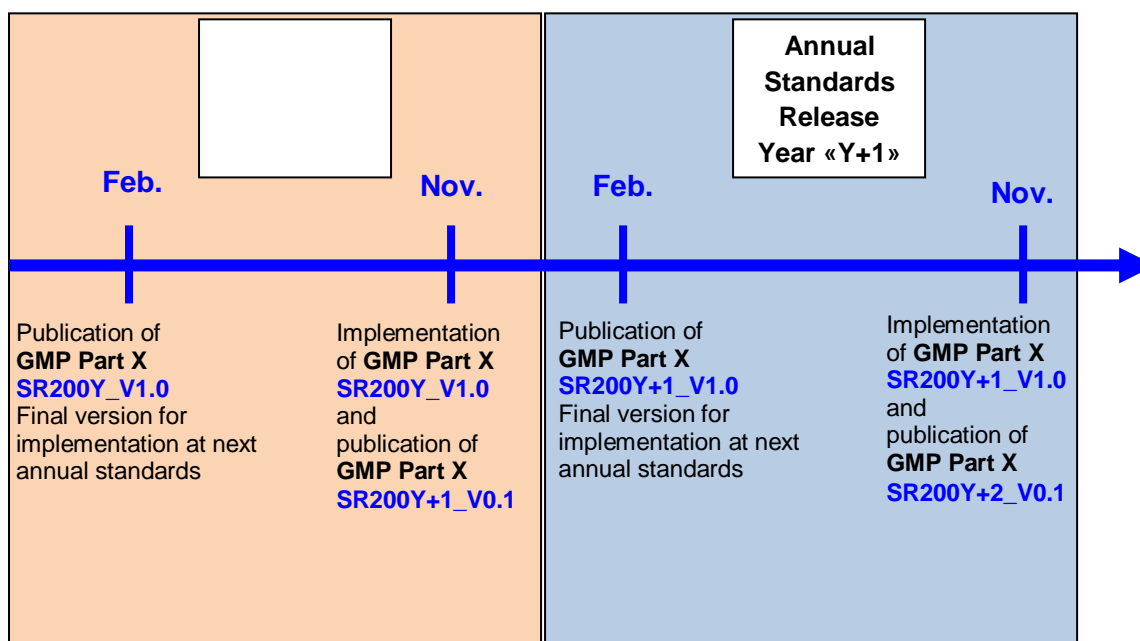 Annual
Standards
Release
Year «Y+1»
Feb.
Nov.
Feb.
Nov.
Publication of
GMP Part X
SR200Y_V1.0
Final version for
implementation at next
annual standards
Implementation
of GMP Part X
SR200Y_V1.0
and
publication of
GMP Part X
SR200Y+1_V0.1
Publication of
GMP Part X
SR200Y+1_V1.0
Final version for
implementation at next
annual standards
Implementation
of GMP Part X
SR200Y+1_V1.0
and
publication of
GMP Part X
SR200Y+2_V0.1